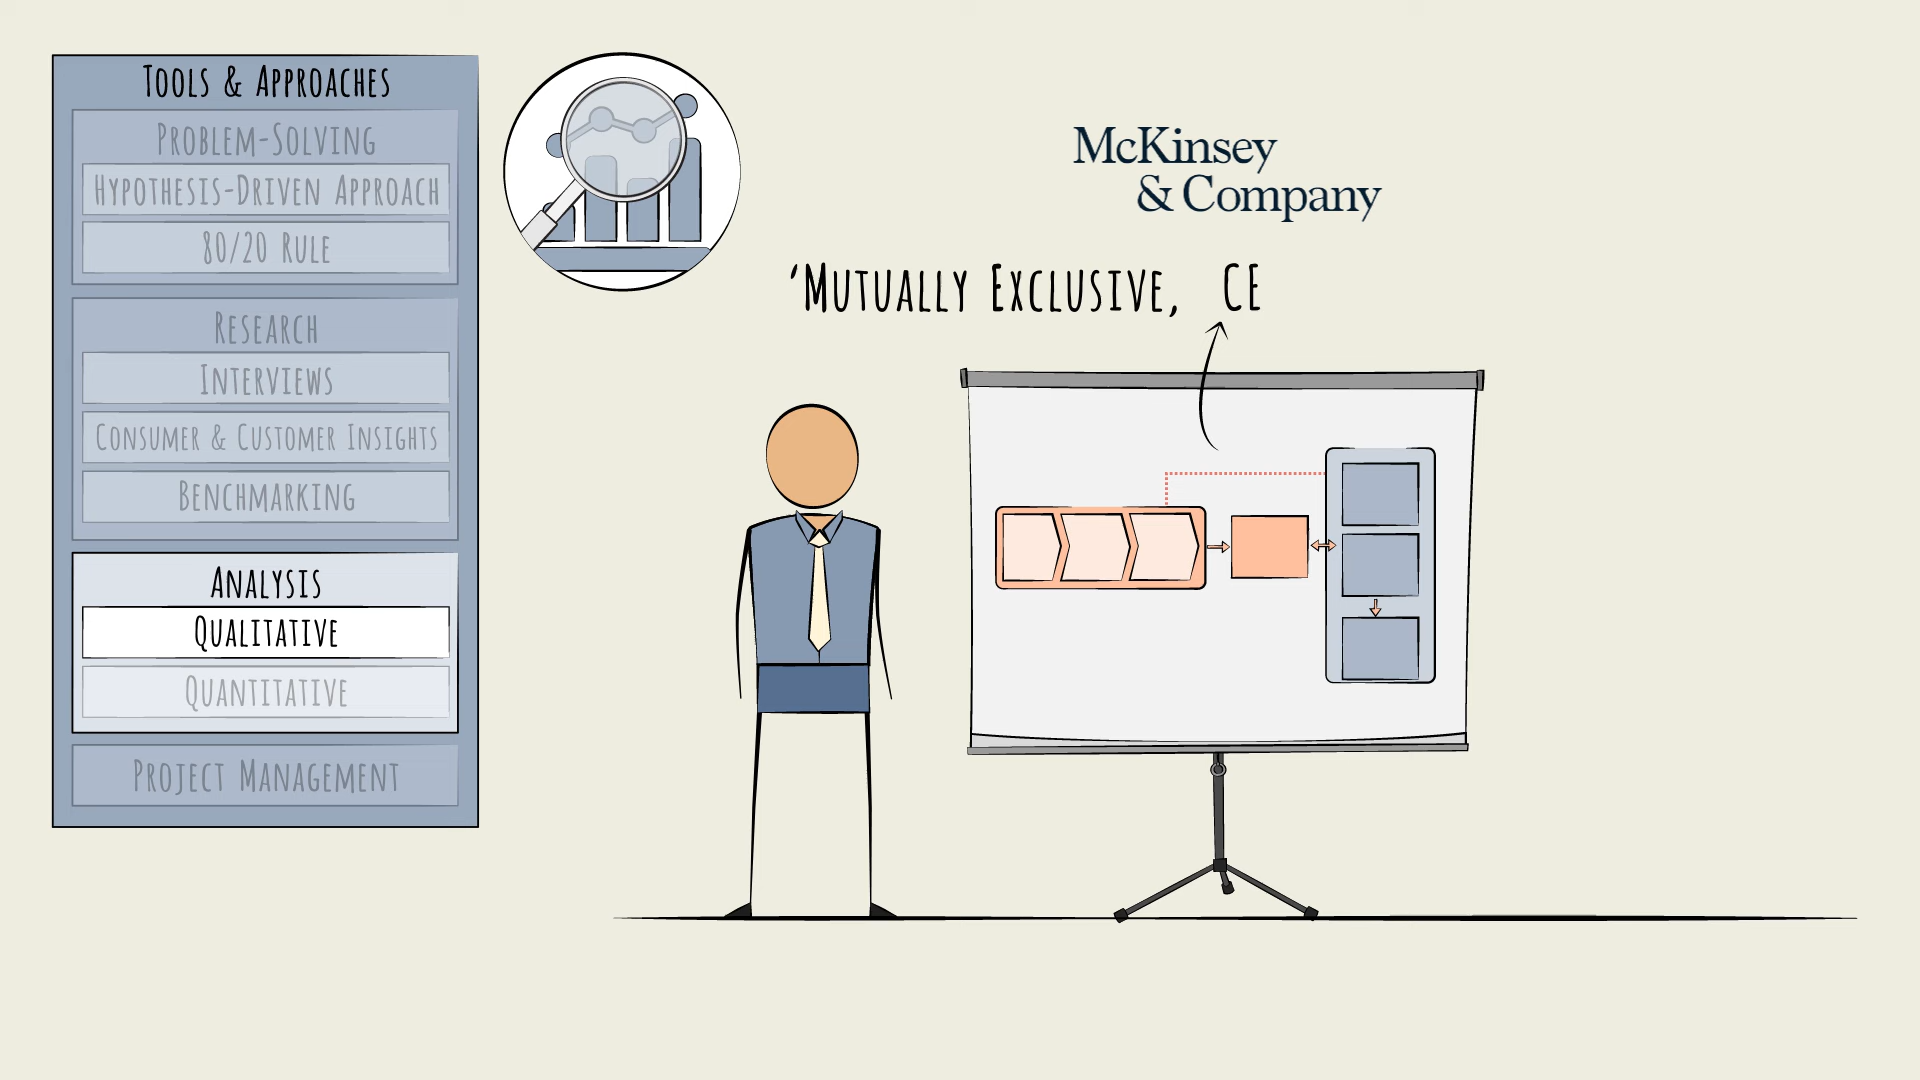 Tools & Approaches
Problem-Solving
Hypothesis-Driven Approach
80/20 Rule
Research
Interviews
Consumer & Customer Insights
Benchmarking
Analysis
Qualitative
Quantitative
Project Management
McKinsey
& Company
‘Mutually Exclusive, CE